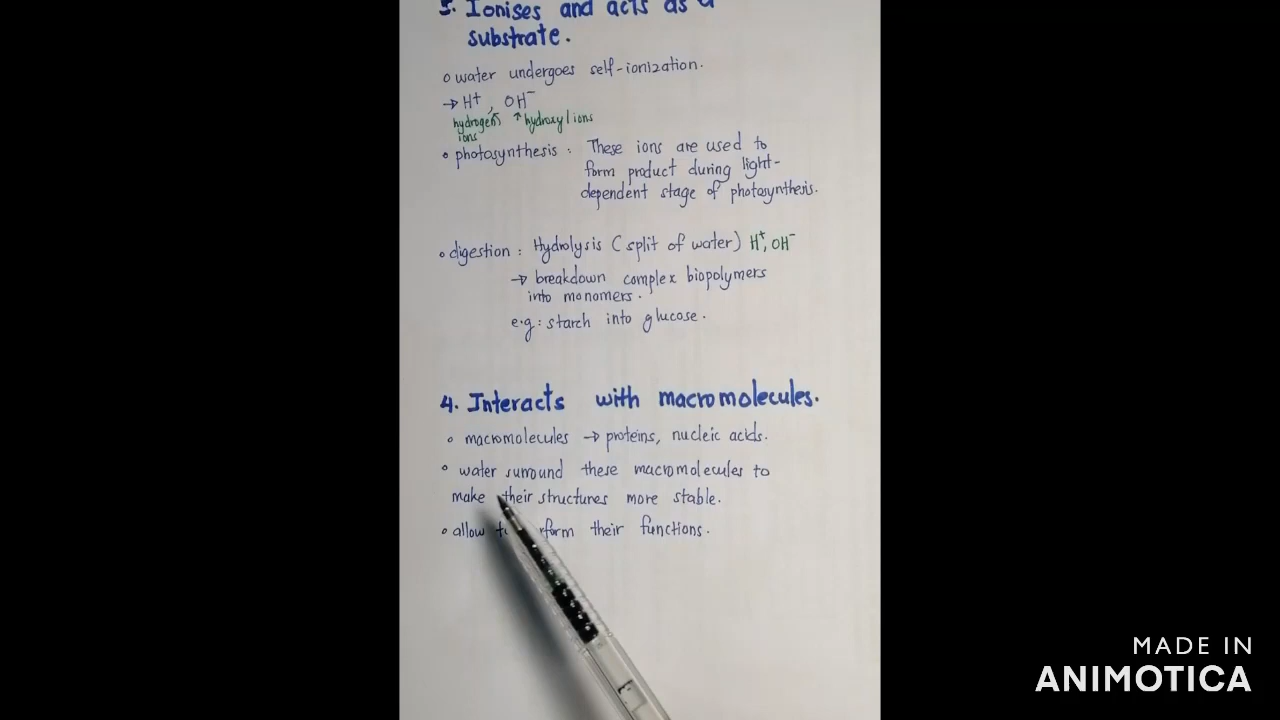 3. Ionises and acts as a
substrate.
o water undergoes self-ionization.
→ H⁺, OH⁻
hydrogen ions
↑ hydroxyl ions
• photosynthesis : These ions are used to
form product during light-
dependent stage of photosynthesis.
• digestion : Hydrolysis (split of water) H⁺, OH⁻
→ breakdown complex biopolymers
into monomers.
e.g: starch into glucose.
4. Interacts with macromolecules.
• macromolecules → proteins, nucleic acids.
• water surround these macromolecules to
make their structures more stable.
• allow their functions.
MADE IN
ANIMOTICA